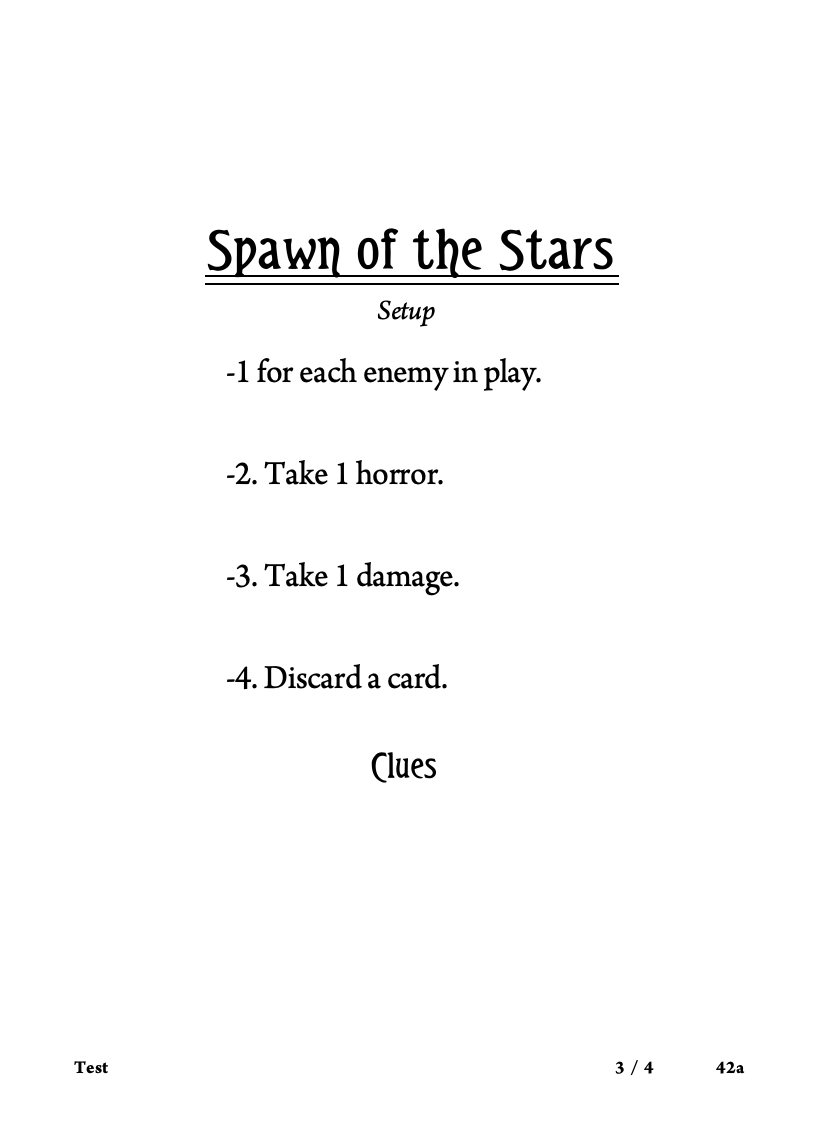 Spawn of the Stars
Setup
-1 for each enemy in play.
-2. Take 1 horror.
-3. Take 1 damage.
-4. Discard a card.
Clues
Test
3 / 4
42a